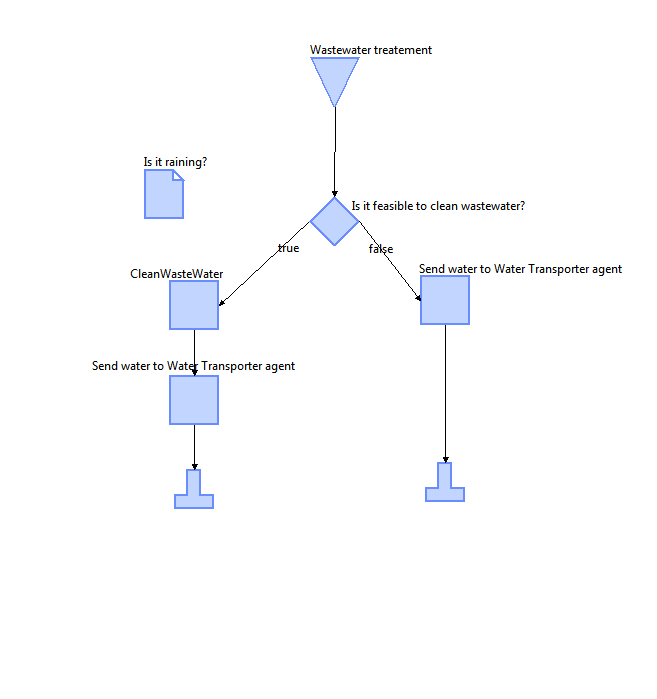 Wastewater treatement
Is it raining?
Is it feasible to clean wastewater?
true
false
CleanWasteWater
Send water to Water Transporter agent
Send water to Water Transporter agent